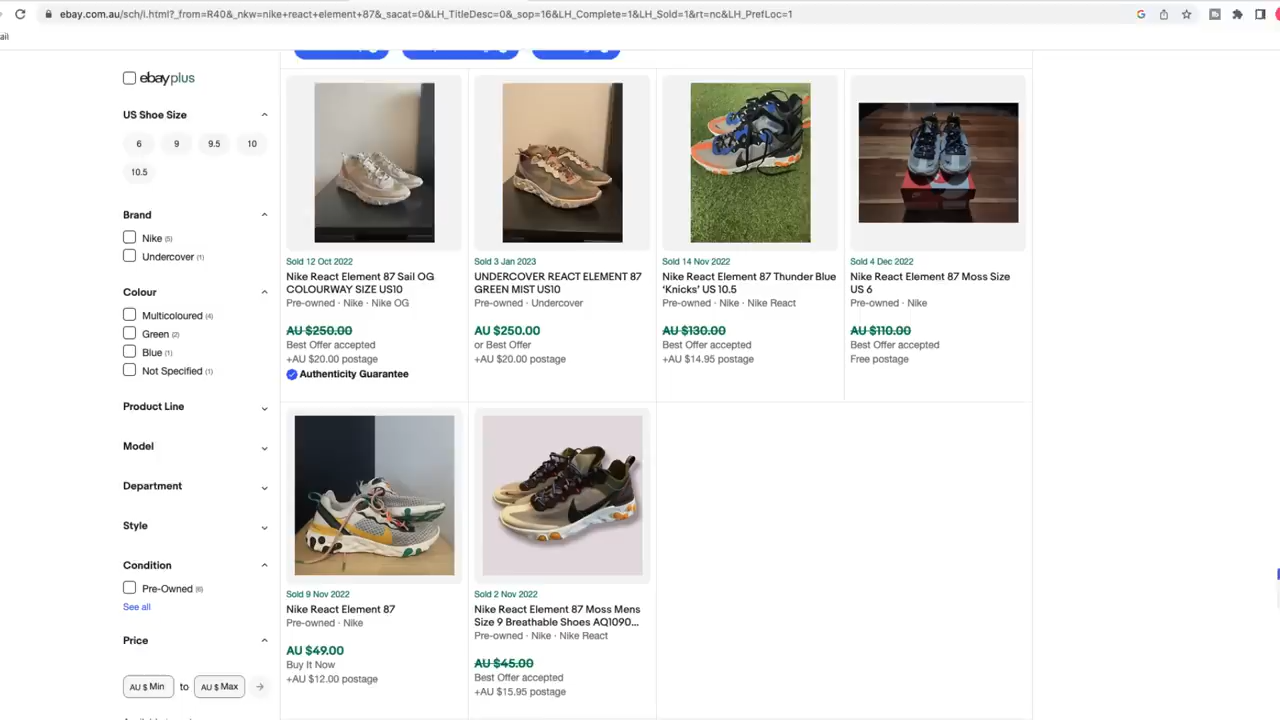 ebay.com.au/sch/i.html?_from=R40&_nkw=nike+react+element+87&_sacat=0&LH_TitleDesc=0&_sop=16&LH_Complete=1&LH_Sold=1&rt=nc&LH_PrefLoc=1
ail
ebayplus
US Shoe Size
6
9
9.5
10
10.5
Brand
Nike (5)
Undercover (1)
Colour
Multicoloured (4)
Green (2)
Blue (1)
Not Specified (1)
Product Line
Model
Department
Style
Condition
Pre-Owned (6)
See all
Price
AU $ Min to AU $ Max
Sold 12 Oct 2022
Nike React Element 87 Sail OG
COLOURWAY SIZE US10
Pre-owned · Nike · Nike OG
AU $250.00
Best Offer accepted
+AU $20.00 postage
Authenticity Guarantee
Sold 3 Jan 2023
UNDERCOVER REACT ELEMENT 87
GREEN MIST US10
Pre-owned · Undercover
AU $250.00
or Best Offer
+AU $20.00 postage
Sold 14 Nov 2022
Nike React Element 87 Thunder Blue
‘Knicks’ US 10.5
Pre-owned · Nike · Nike React
AU $130.00
Best Offer accepted
+AU $14.95 postage
Sold 4 Dec 2022
Nike React Element 87 Moss Size
US 6
Pre-owned · Nike
AU $110.00
Best Offer accepted
Free postage
Sold 9 Nov 2022
Nike React Element 87
Pre-owned · Nike
AU $49.00
Buy It Now
+AU $12.00 postage
Sold 2 Nov 2022
Nike React Element 87 Moss Mens
Size 9 Breathable Shoes AQ1090...
Pre-owned · Nike · Nike React
AU $45.00
Best Offer accepted
+AU $15.95 postage